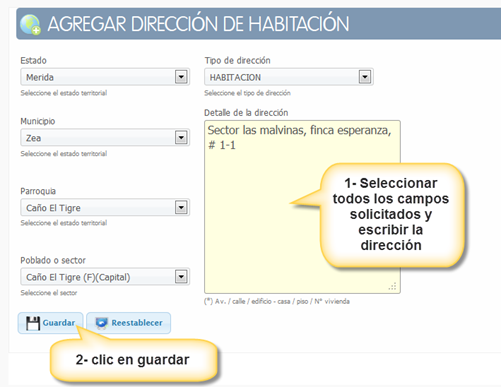 AGREGAR DIRECCIÓN DE HABITACIÓN
Estado
Merida
Seleccione el estado territorial
Municipio
Zea
Seleccione el estado territorial
Parroquia
Caño El Tigre
Seleccione el estado territorial
Poblado o sector
Caño El Tigre (F)(Capital)
Seleccione el sector
Tipo de dirección
HABITACION
Seleccione el tipo de dirección
Detalle de la dirección
Sector las malvinas, finca esperanza,
# 1-1
(*) Av. / calle / edificio - casa / piso / N° vivienda
1- Seleccionar
todos los campos
solicitados y
escribir la
dirección
Guardar
Reestablecer
2- clic en guardar